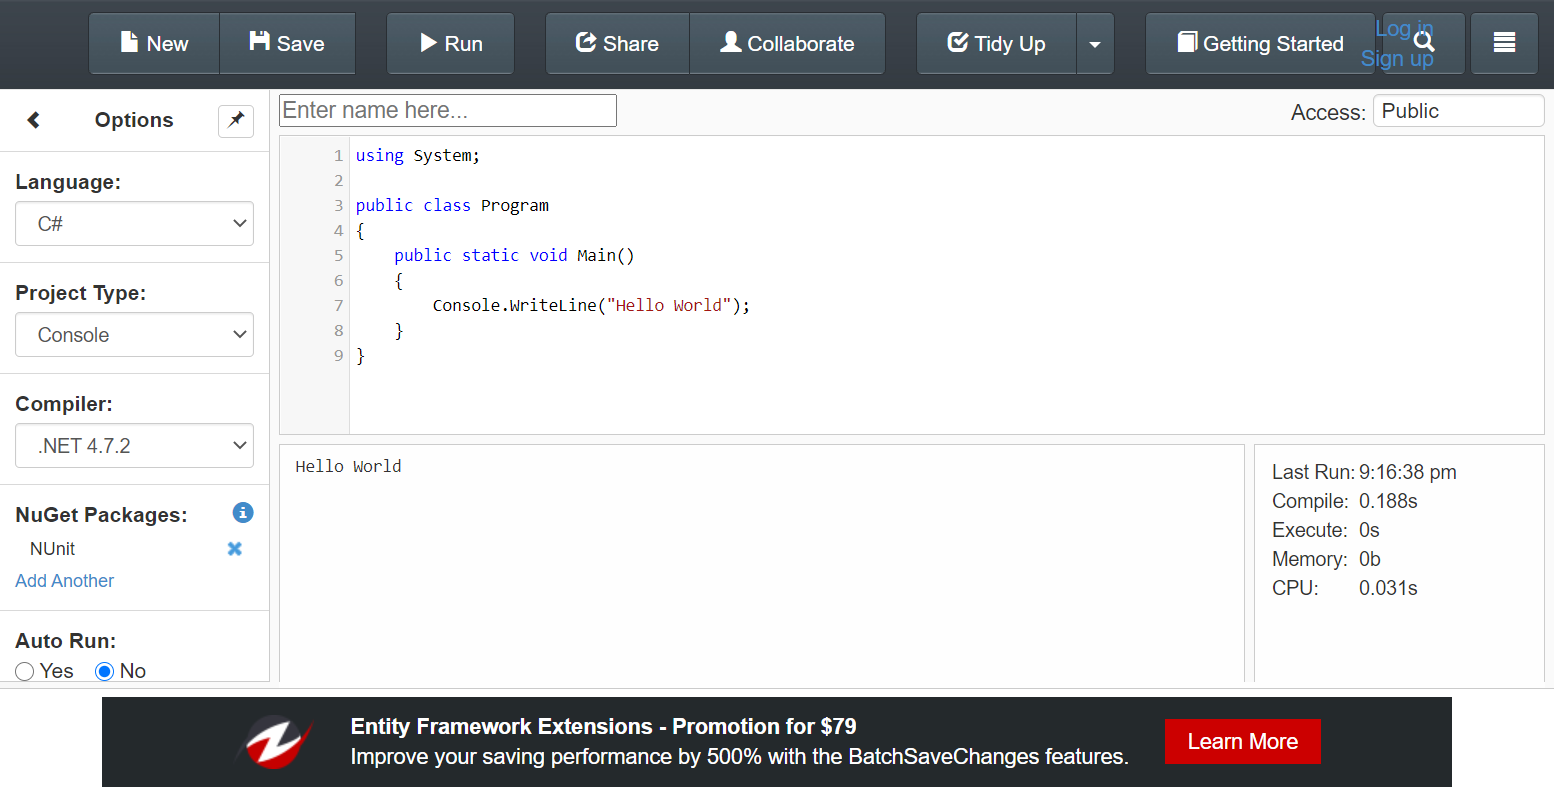 New Save Run Share Collaborate Tidy Up Getting Started Log in
Sign up
Options
Language:
C#
Project Type:
Console
Compiler:
.NET 4.7.2
NuGet Packages:
NUnit
Add Another
Auto Run:
Yes No
Enter name here...
Access: Public
1 using System;
2
3 public class Program
4 {
5 public static void Main()
6 {
7 Console.WriteLine("Hello World");
8 }
9 }
Hello World
Last Run: 9:16:38 pm
Compile: 0.188s
Execute: 0s
Memory: 0b
CPU: 0.031s
Entity Framework Extensions - Promotion for $79
Improve your saving performance by 500% with the BatchSaveChanges features.
Learn More